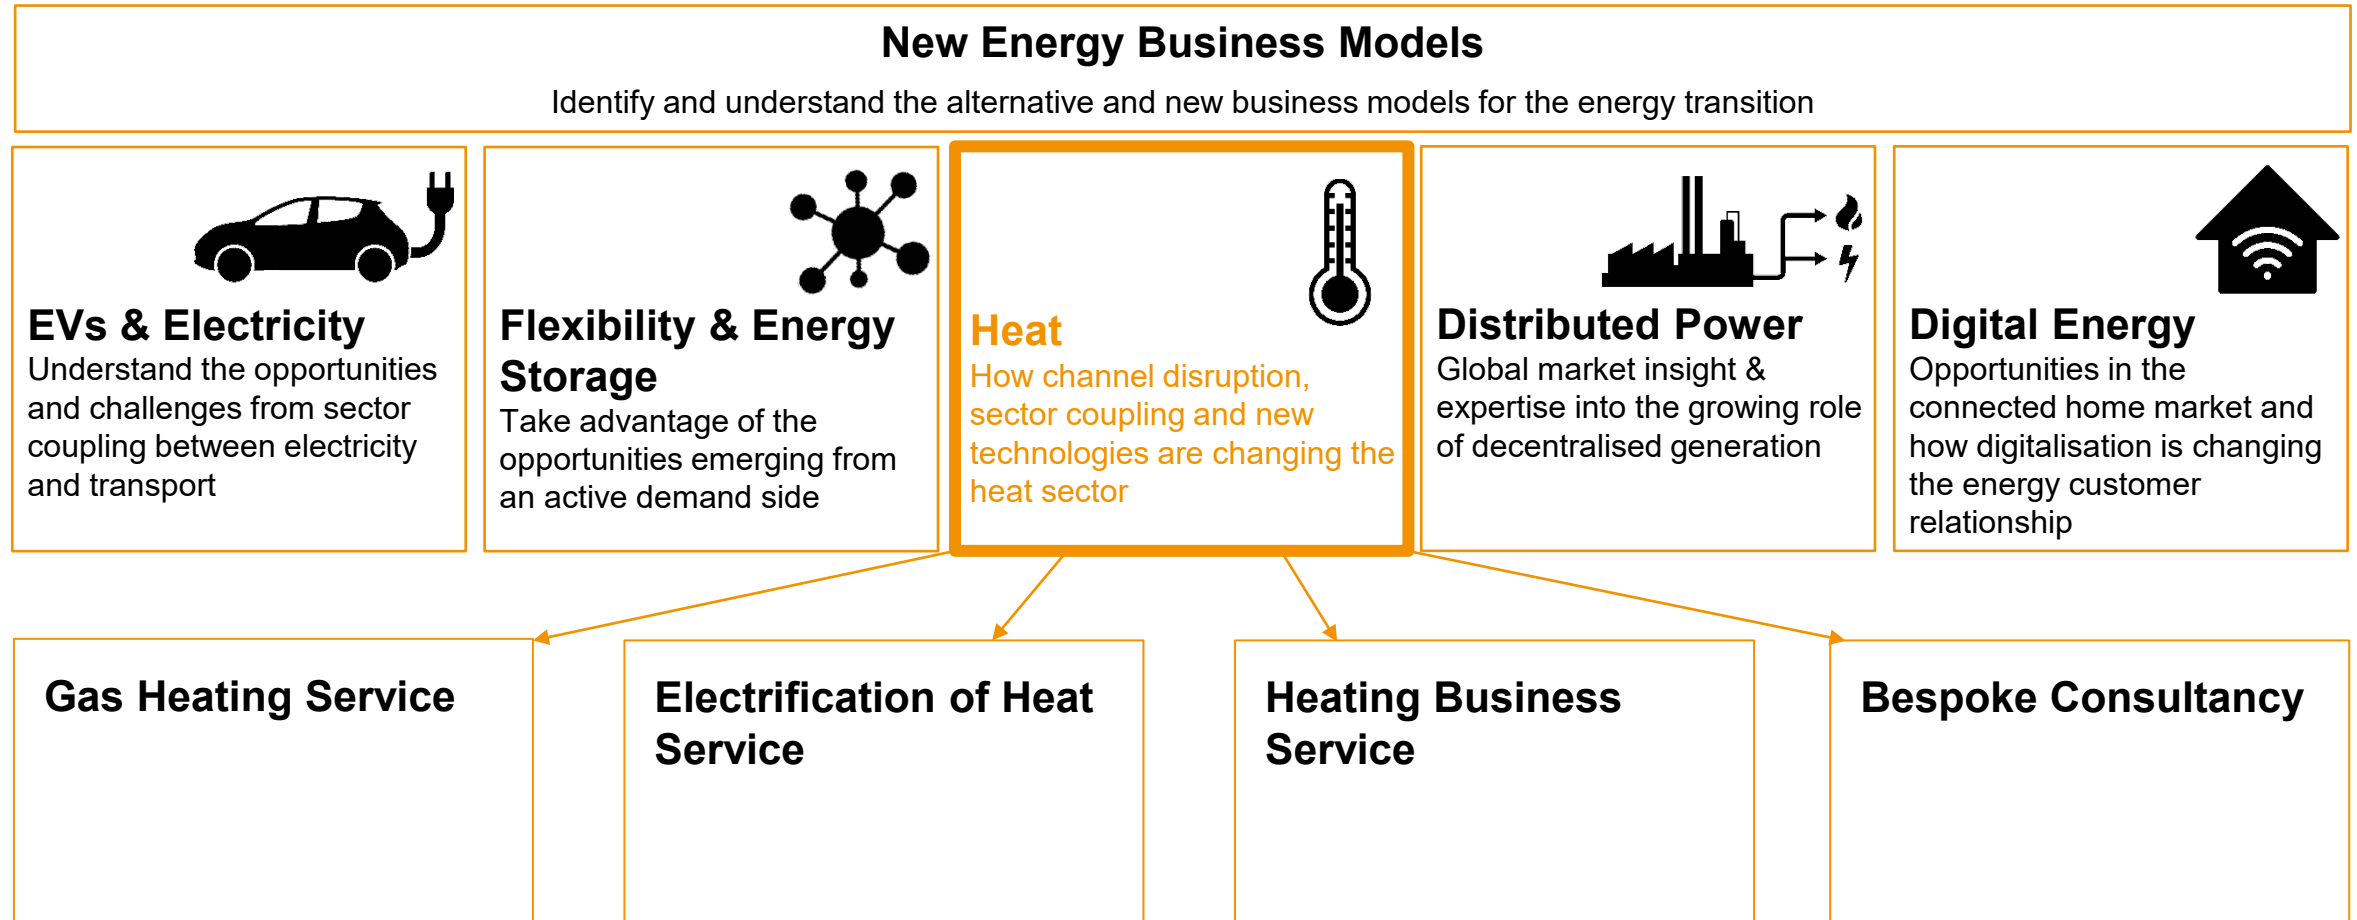 New Energy Business Models
Identify and understand the alternative and new business models for the energy transition
EVs & Electricity
Understand the opportunities
and challenges from sector
coupling between electricity
and transport
Flexibility & Energy
Storage
Take advantage of the
opportunities emerging from
an active demand side
Heat
How channel disruption,
sector coupling and new
technologies are changing the
heat sector
Distributed Power
Global market insight &
expertise into the growing role
of decentralised generation
Digital Energy
Opportunities in the
connected home market and
how digitalisation is changing
the energy customer
relationship
Gas Heating Service
Electrification of Heat
Service
Heating Business
Service
Bespoke Consultancy